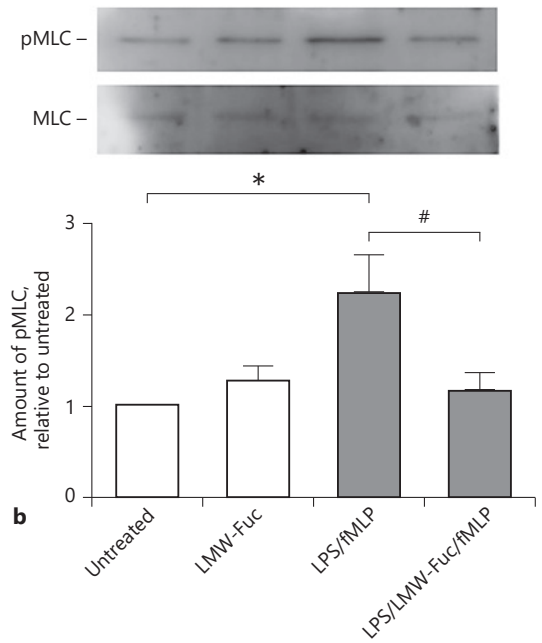 pMLC –
MLC –
*
#
3
2
1
0
Amount of pMLC,
relative to untreated
b
Untreated
LMW-Fuc
LPS/fMLP
LPS/LMW-Fuc/fMLP